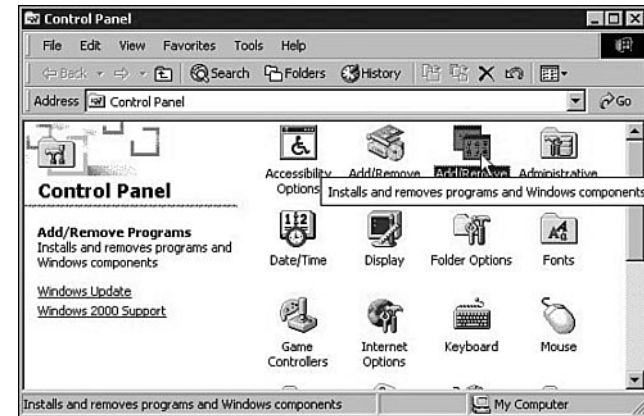 Control Panel
File Edit View Favorites Tools Help
Back Search Folders History
Address Control Panel Go
Control Panel
Add/Remove Programs
Installs and removes programs and
Windows components
Windows Update
Windows 2000 Support
Accessibility Add/Remove Add/Remove Administrative
Options
Installs and removes programs and Windows components
Date/Time Display Folder Options Fonts
Game Internet Keyboard Mouse
Controllers Options
Installs and removes programs and Windows components My Computer